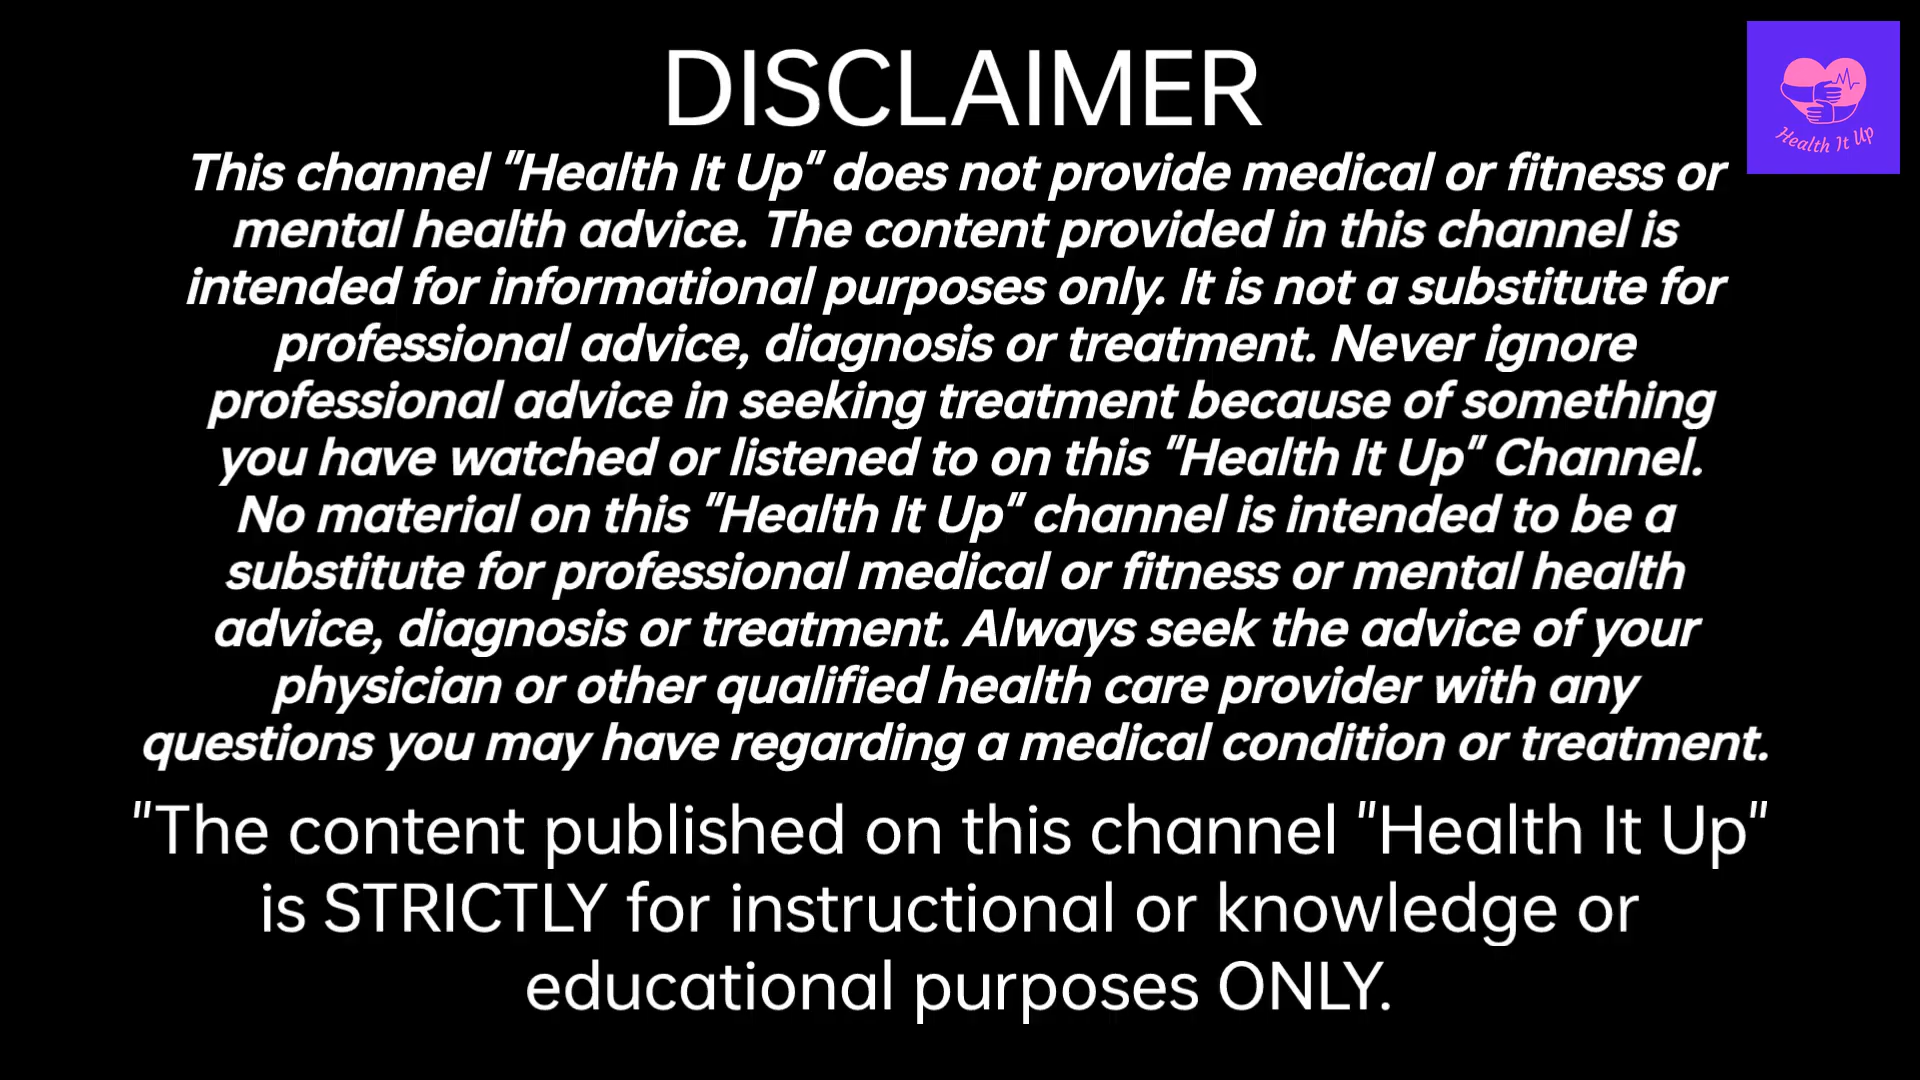 DISCLAIMER
This channel "Health It Up" does not provide medical or fitness or
mental health advice. The content provided in this channel is
intended for informational purposes only. It is not a substitute for
professional advice, diagnosis or treatment. Never ignore
professional advice in seeking treatment because of something
you have watched or listened to on this "Health It Up" Channel.
No material on this "Health It Up" channel is intended to be a
substitute for professional medical or fitness or mental health
advice, diagnosis or treatment. Always seek the advice of your
physician or other qualified health care provider with any
questions you may have regarding a medical condition or treatment.
"The content published on this channel "Health It Up"
is STRICTLY for instructional or knowledge or
educational purposes ONLY.
Health It Up